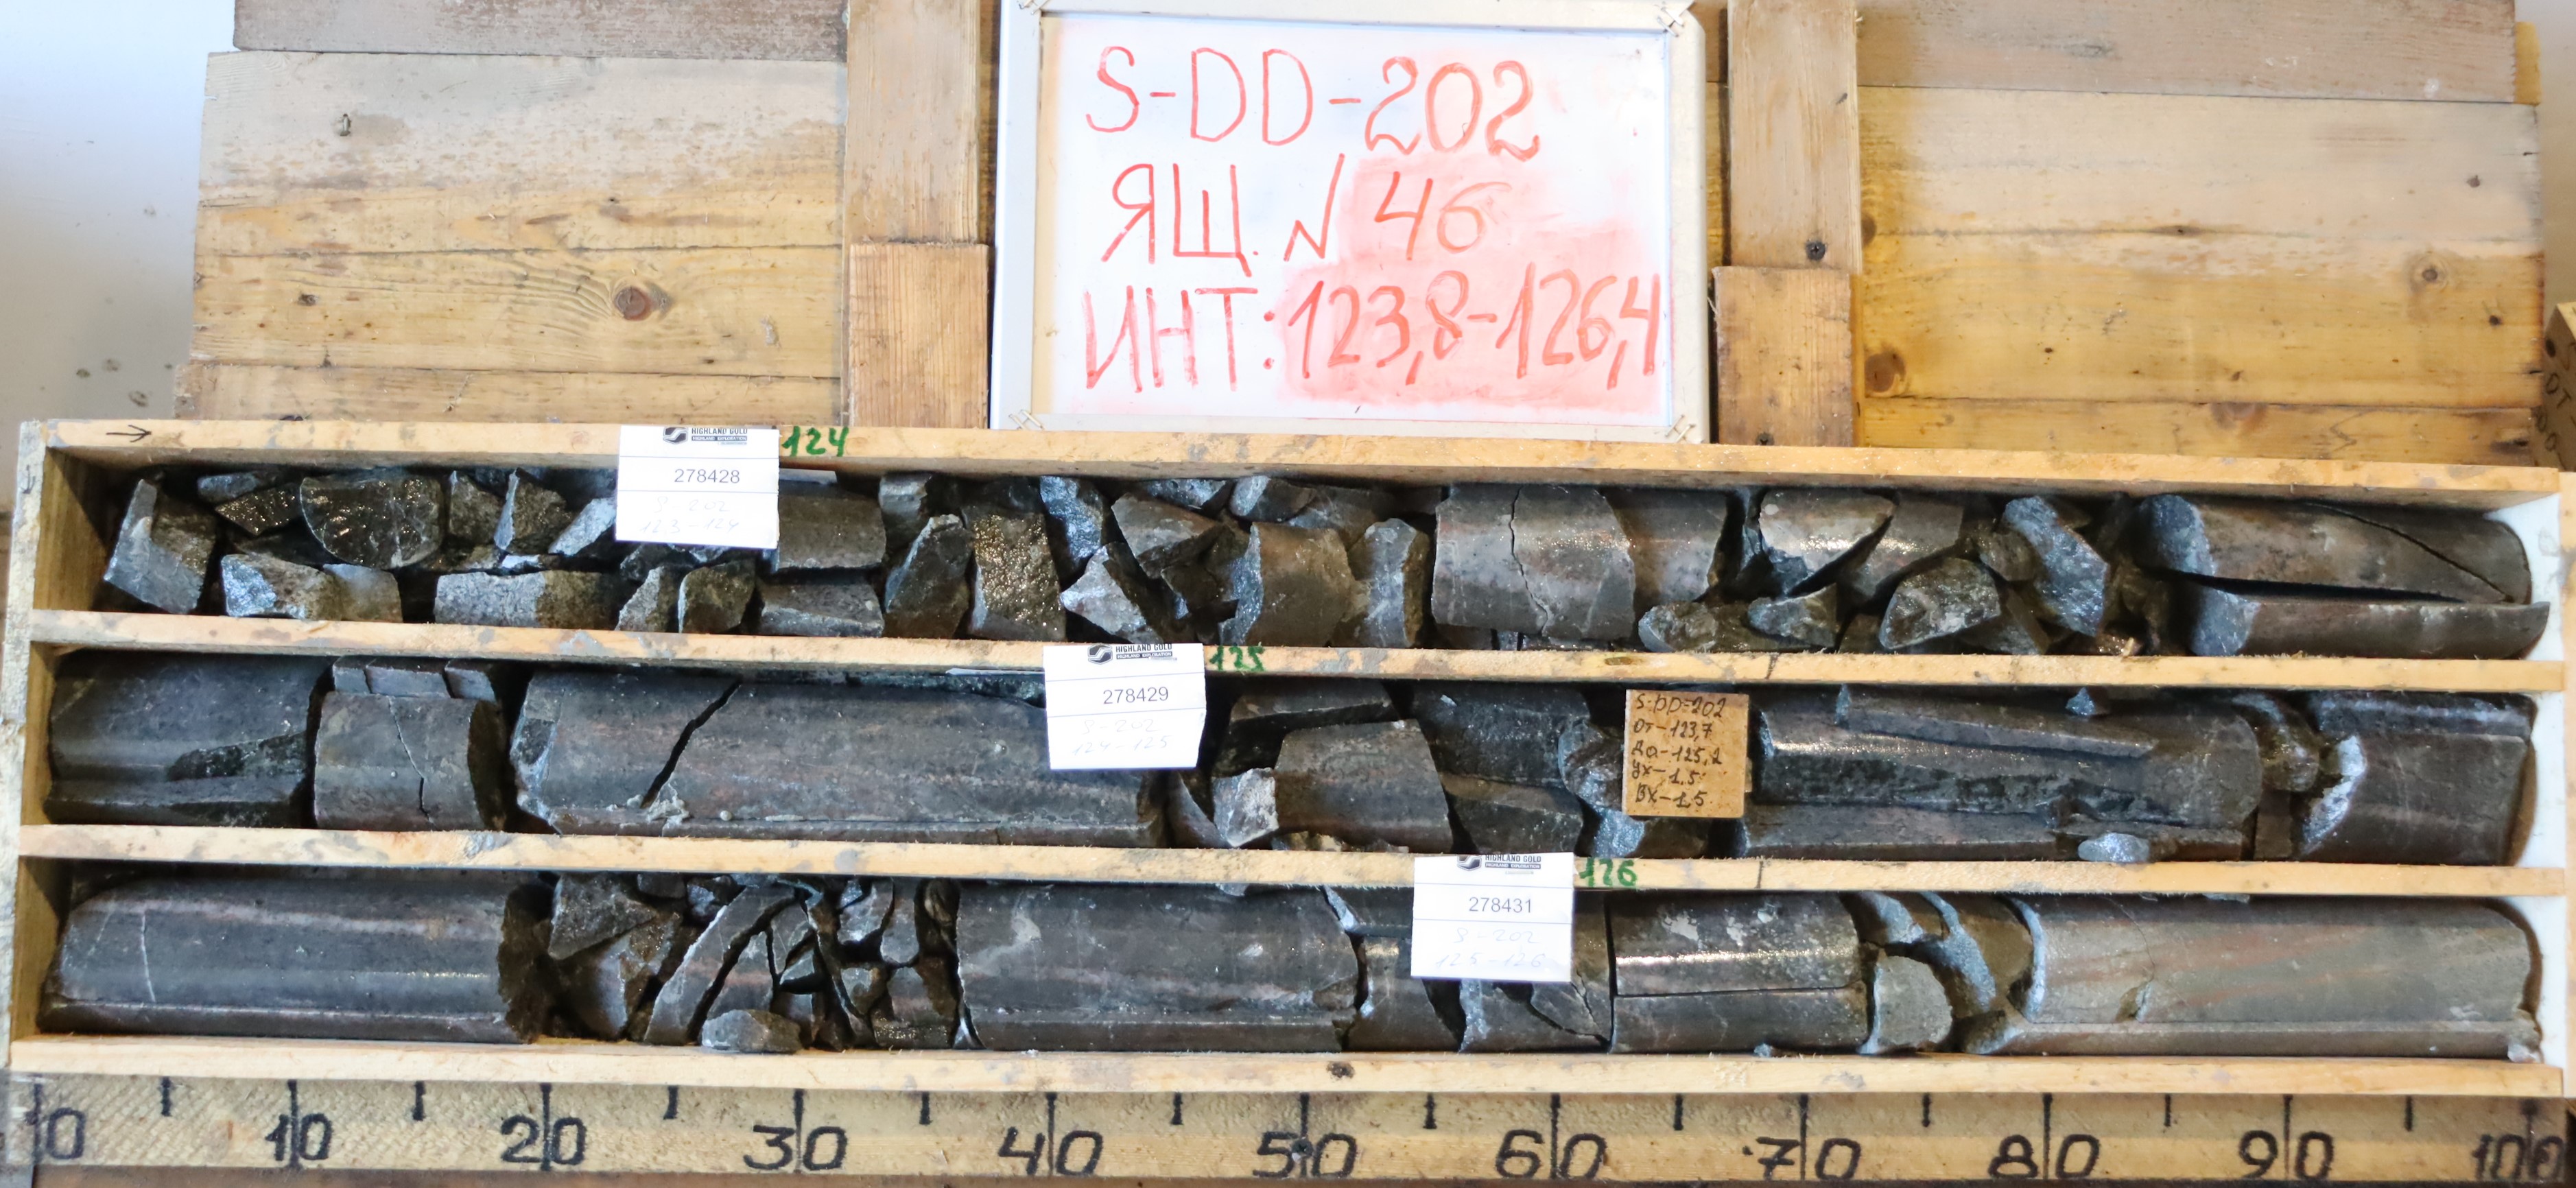 S-DD-202
ЯЩ. N 46
ИНТ: 123,8-126,4
124
HIGHLAND GOLD
278428
S-202
123-124
125
HIGHLAND GOLD
HIGHLAND EXPLORATION
278429
S-202
124-125
S-DD-202
От-123,7
До-125,2
Ух-1.5
Вх-1,5
126
HIGHLAND GOLD
HIGHLAND EXPLORATION
278431
S-202
125-126
0 10 20 30 40 50 60 70 80 90 100